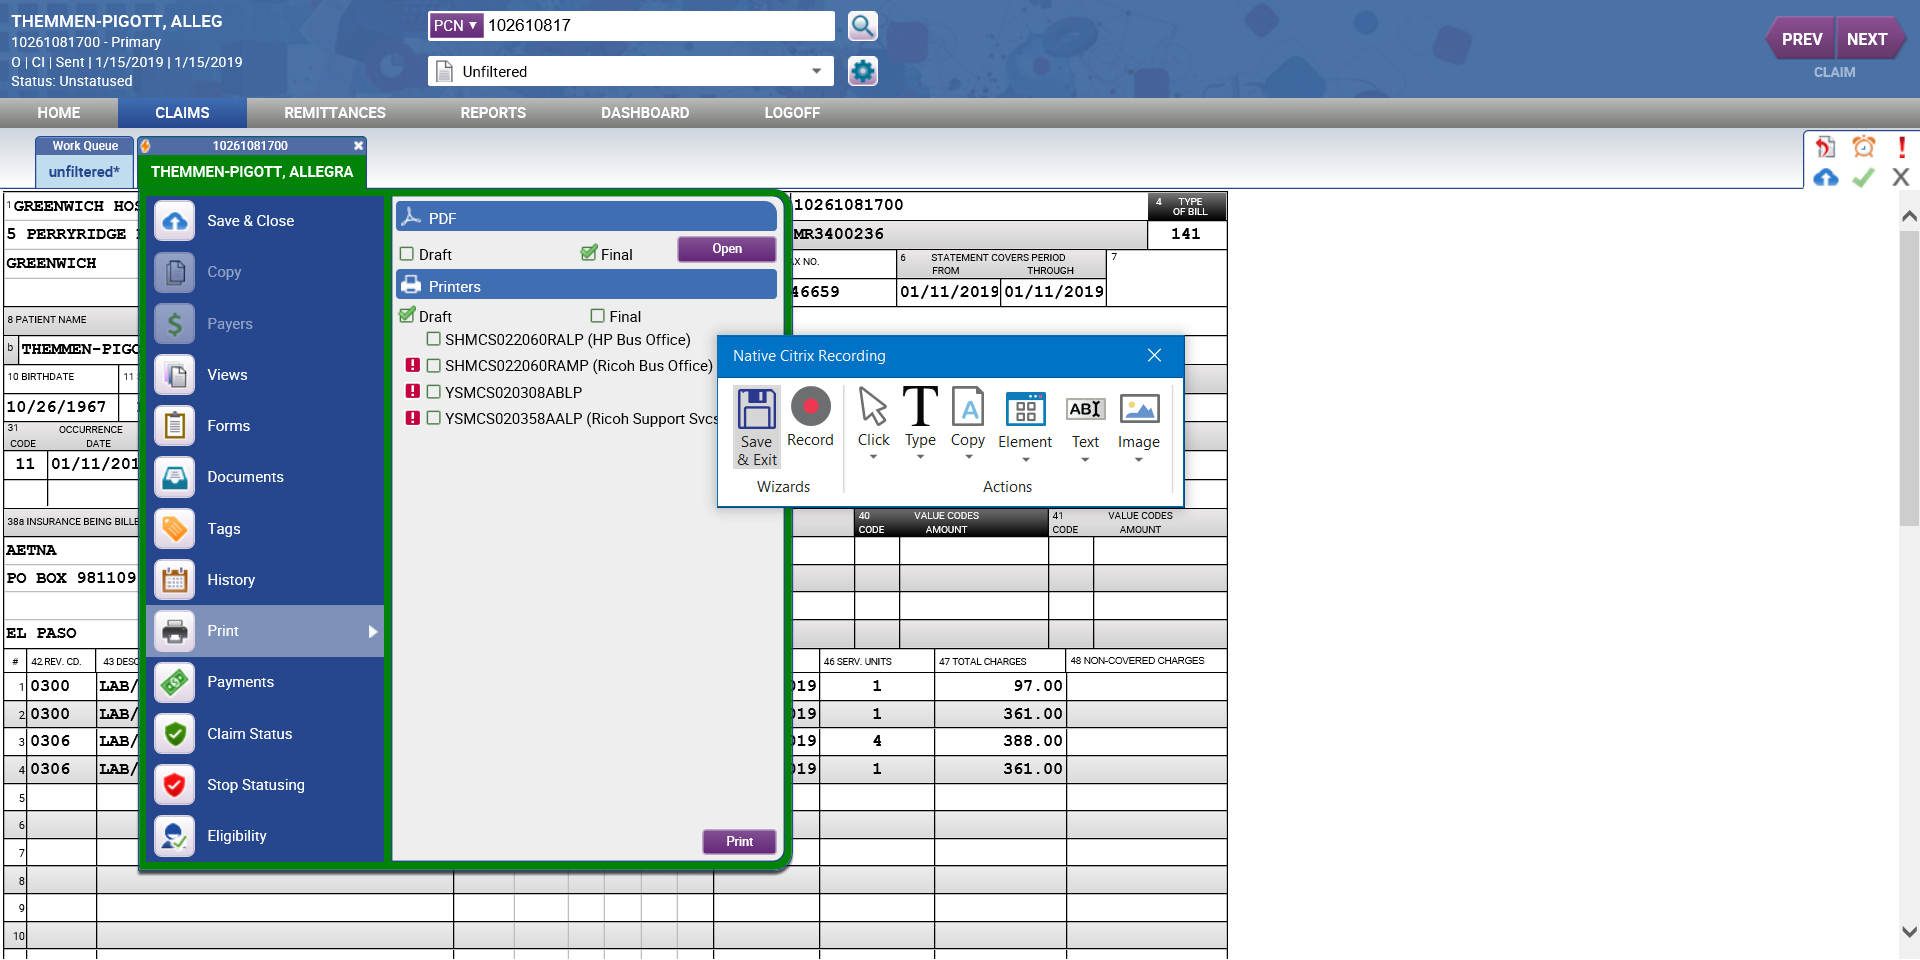 THEMMEN-PIGOTT, ALLEG
10261081700 - Primary
O | CI | Sent | 1/15/2019 | 1/15/2019
Status: Unstatused
PCN ▼ 102610817
Unfiltered
PREV NEXT
CLAIM
HOME CLAIMS REMITTANCES REPORTS DASHBOARD LOGOFF
Work Queue
unfiltered*
10261081700
THEMMEN-PIGOTT, ALLEGRA
1 GREENWICH HOS
5 PERRYRIDGE
GREENWICH
8 PATIENT NAME
b THEMMEN-PIGO
10 BIRTHDATE 11
10/26/1967
31 OCCURRENCE
CODE DATE
11 01/11/201
38a INSURANCE BEING BILLE
AETNA
PO BOX 981109
EL PASO
# 42 REV. CD. 43 DESC
1 0300 LAB/
2 0300 LAB/
3 0306 LAB/
4 0306 LAB/
5
6
7
8
9
10
Save & Close
Copy
Payers
Views
Forms
Documents
Tags
History
Print
Payments
Claim Status
Stop Statusing
Eligibility
PDF
Draft Final Open
Printers
Draft Final
SHMCS022060RALP (HP Bus Office)
SHMCS022060RAMP (Ricoh Bus Office)
YSMCS020308ABLP
YSMCS020358AALP (Ricoh Support Svcs
Print
10261081700
MR3400236
4 TYPE
OF BILL
141
X NO.
6 STATEMENT COVERS PERIOD
FROM THROUGH
7
46659 01/11/2019 01/11/2019
Native Citrix Recording
Save
& Exit
Record
Click
Type
Copy
Element
Text
Image
Wizards Actions
40 VALUE CODES
CODE AMOUNT
41 VALUE CODES
CODE AMOUNT
46 SERV. UNITS 47 TOTAL CHARGES 48 NON-COVERED CHARGES
019 1 97.00
019 1 361.00
019 4 388.00
019 1 361.00